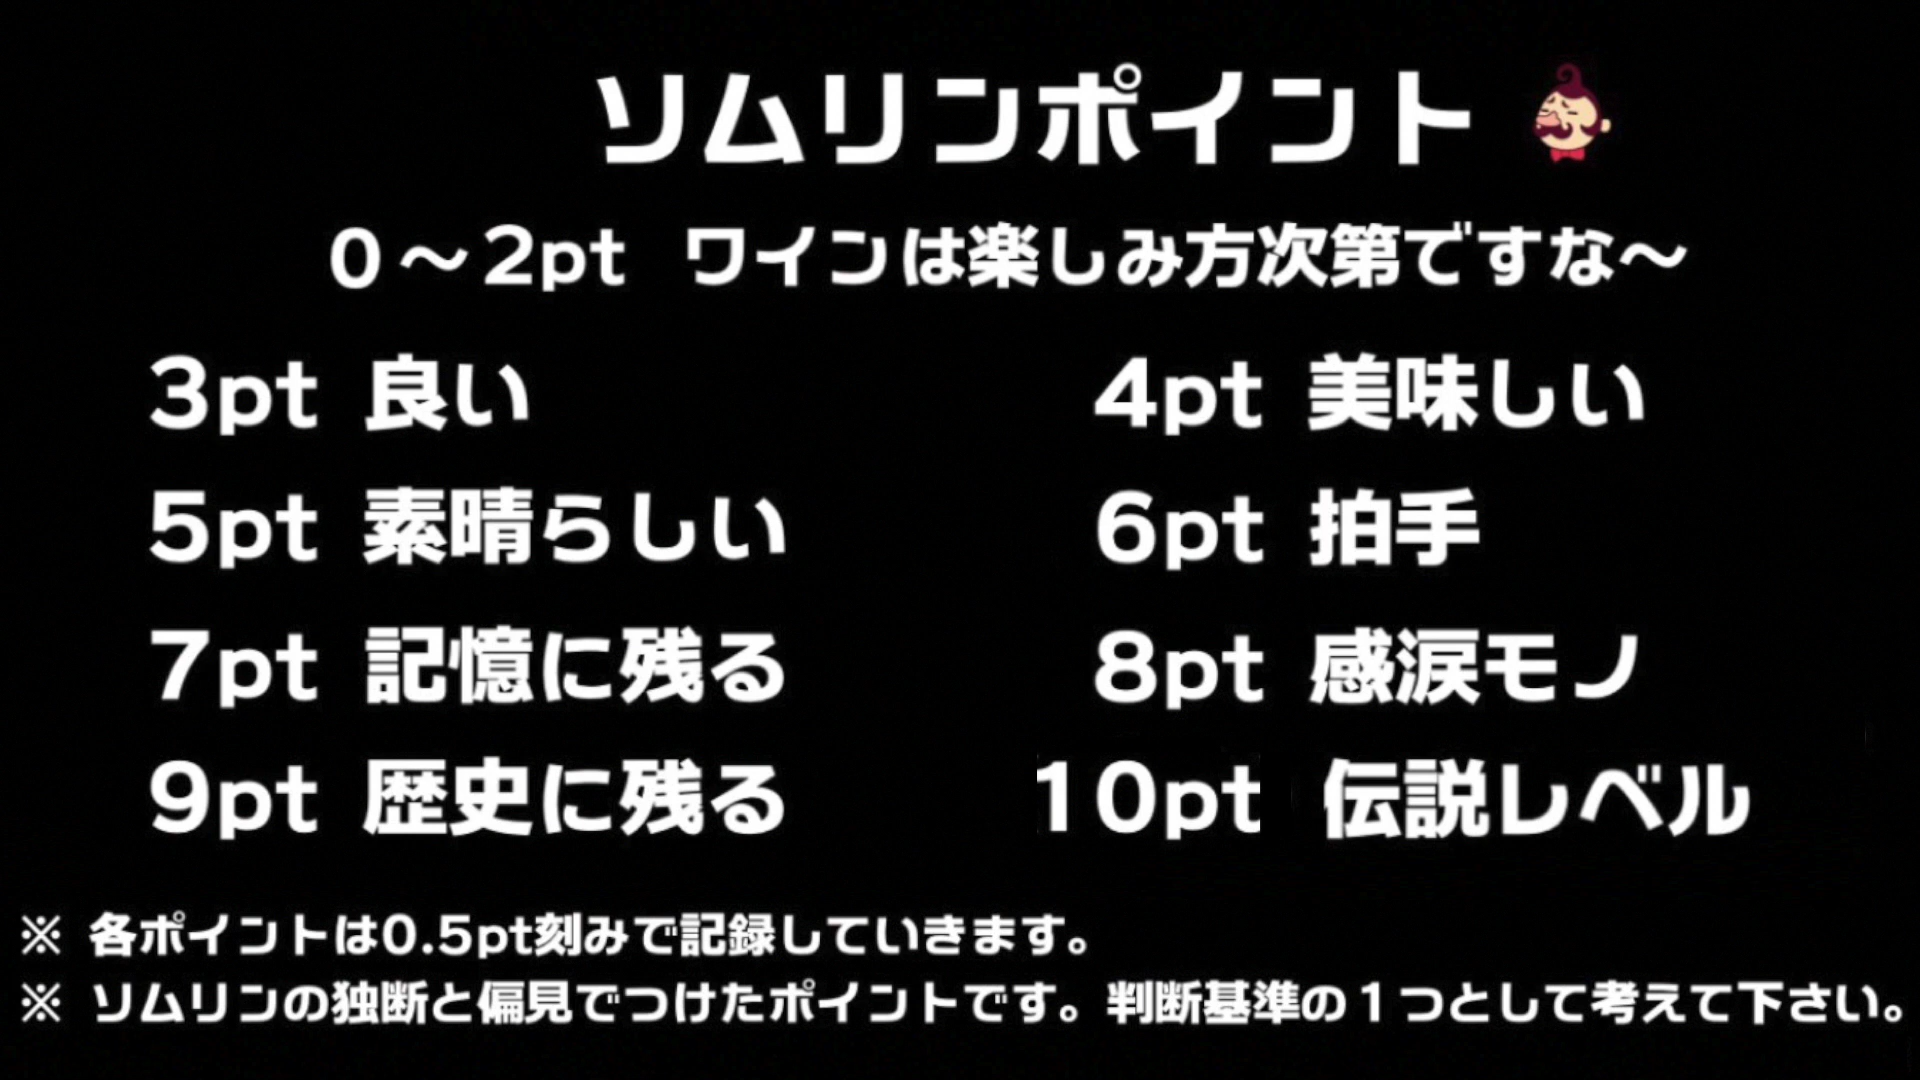 ソムリンポイント
0～2pt ワインは楽しみ方次第ですな～
3pt 良い 4pt 美味しい
5pt 素晴らしい 6pt 拍手
7pt 記憶に残る 8pt 感涙モノ
9pt 歴史に残る 10pt 伝説レベル
※ 各ポイントは0.5pt刻みで記録していきます。
※ ソムリンの独断と偏見でつけたポイントです。判断基準の１つとして考えて下さい。